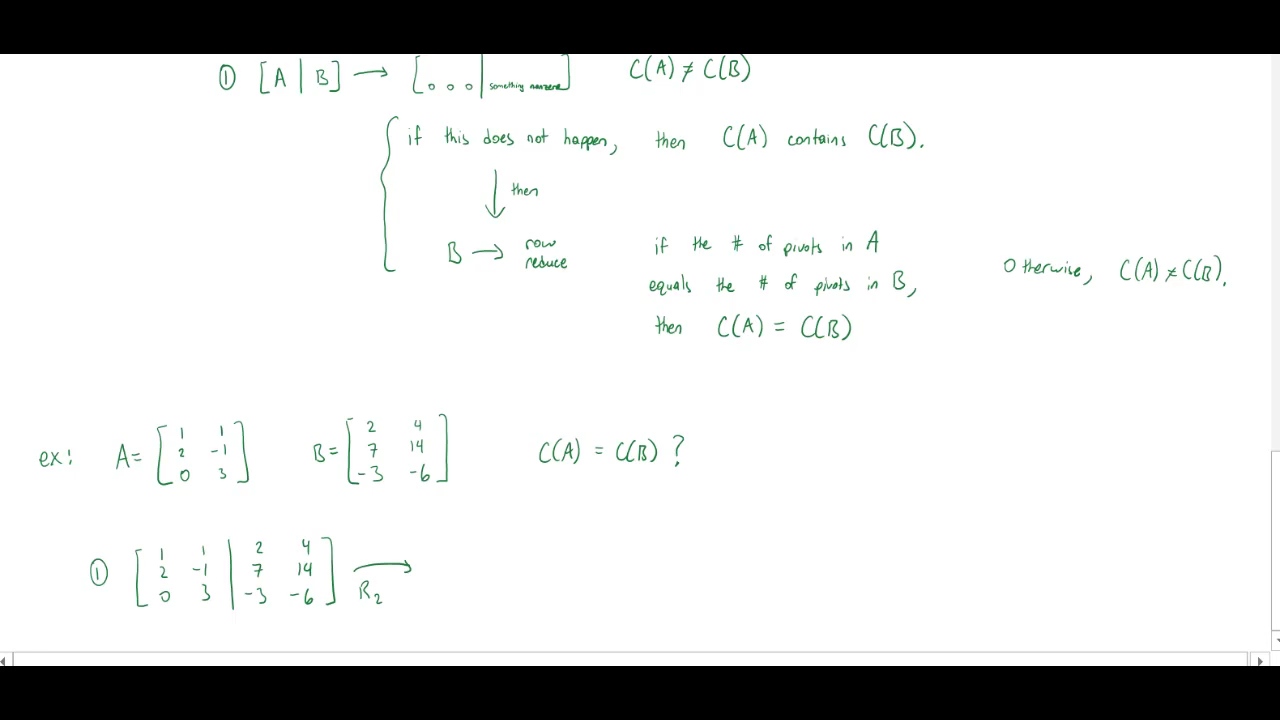 ① [A | B] → [0 0 0 | something nonzero] C(A) ≠ C(B)
if this does not happen, then C(A) contains C(B).
then
B → row reduce
if the # of pivots in A
equals the # of pivots in B,
then C(A) = C(B)
Otherwise, C(A) ≠ C(B).
ex: A = [1 1; 2 -1; 0 3] B = [2 4; 7 14; -3 -6] C(A) = C(B) ?
① [1 1 | 2 4; 2 -1 | 7 14; 0 3 | -3 -6] → R₂